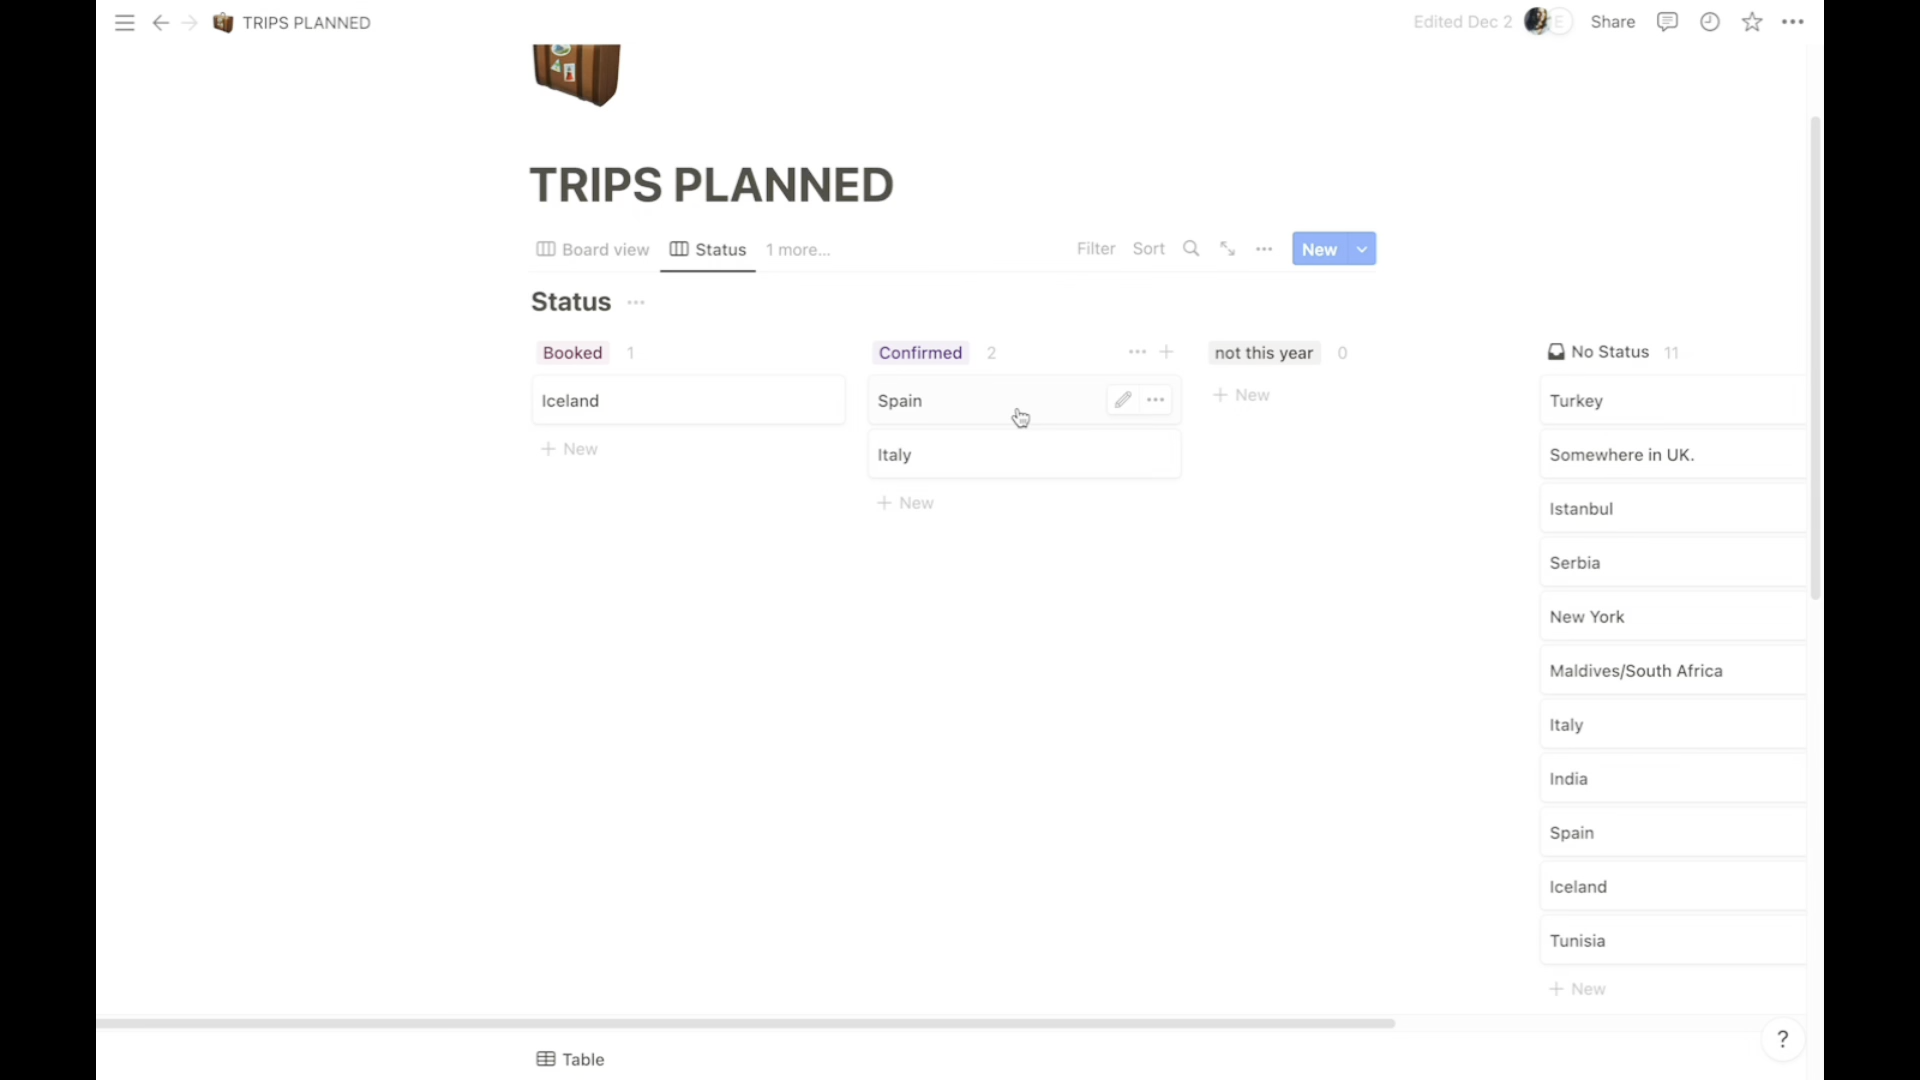 TRIPS PLANNED
Edited Dec 2
E
Share
TRIPS PLANNED
Board view
Status
1 more...
Filter
Sort
New
Status
Booked 1
Iceland
+ New
Confirmed 2
Spain
Italy
+ New
not this year 0
+ New
No Status 11
Turkey
Somewhere in UK.
Istanbul
Serbia
New York
Maldives/South Africa
Italy
India
Spain
Iceland
Tunisia
+ New
?
Table